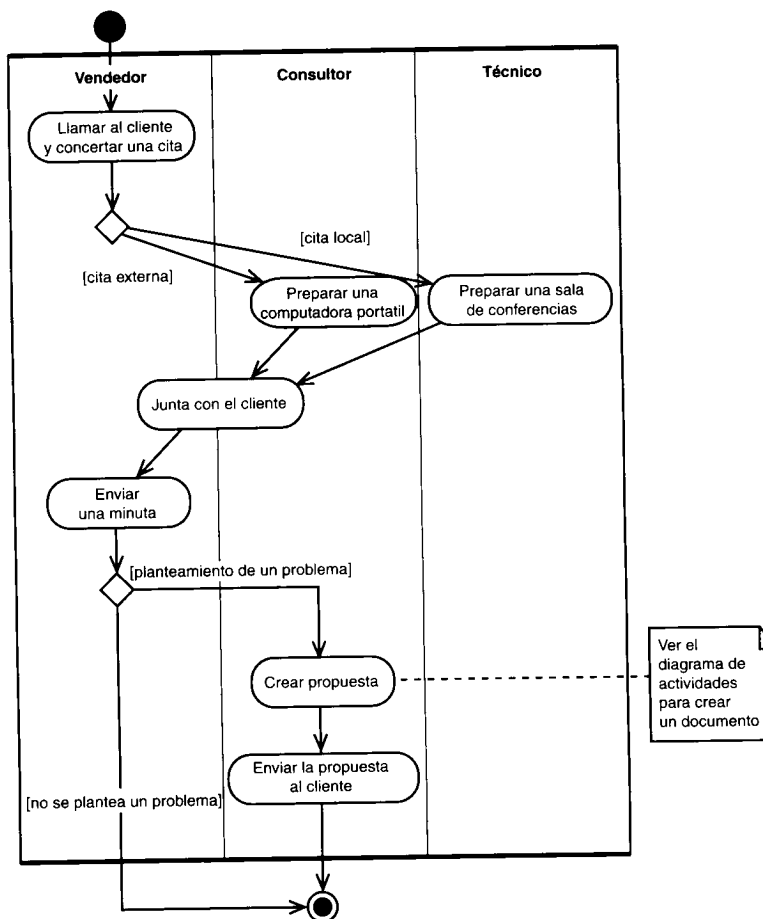 Vendedor
Consultor
Técnico
Llamar al cliente
y concertar una cita
[cita local]
[cita externa]
Preparar una
computadora portatil
Preparar una sala
de conferencias
Junta con el cliente
Enviar
una minuta
[planteamiento de un problema]
Crear propuesta
Ver el
diagrama de
actividades
para crear
un documento
Enviar la propuesta
al cliente
[no se plantea un problema]